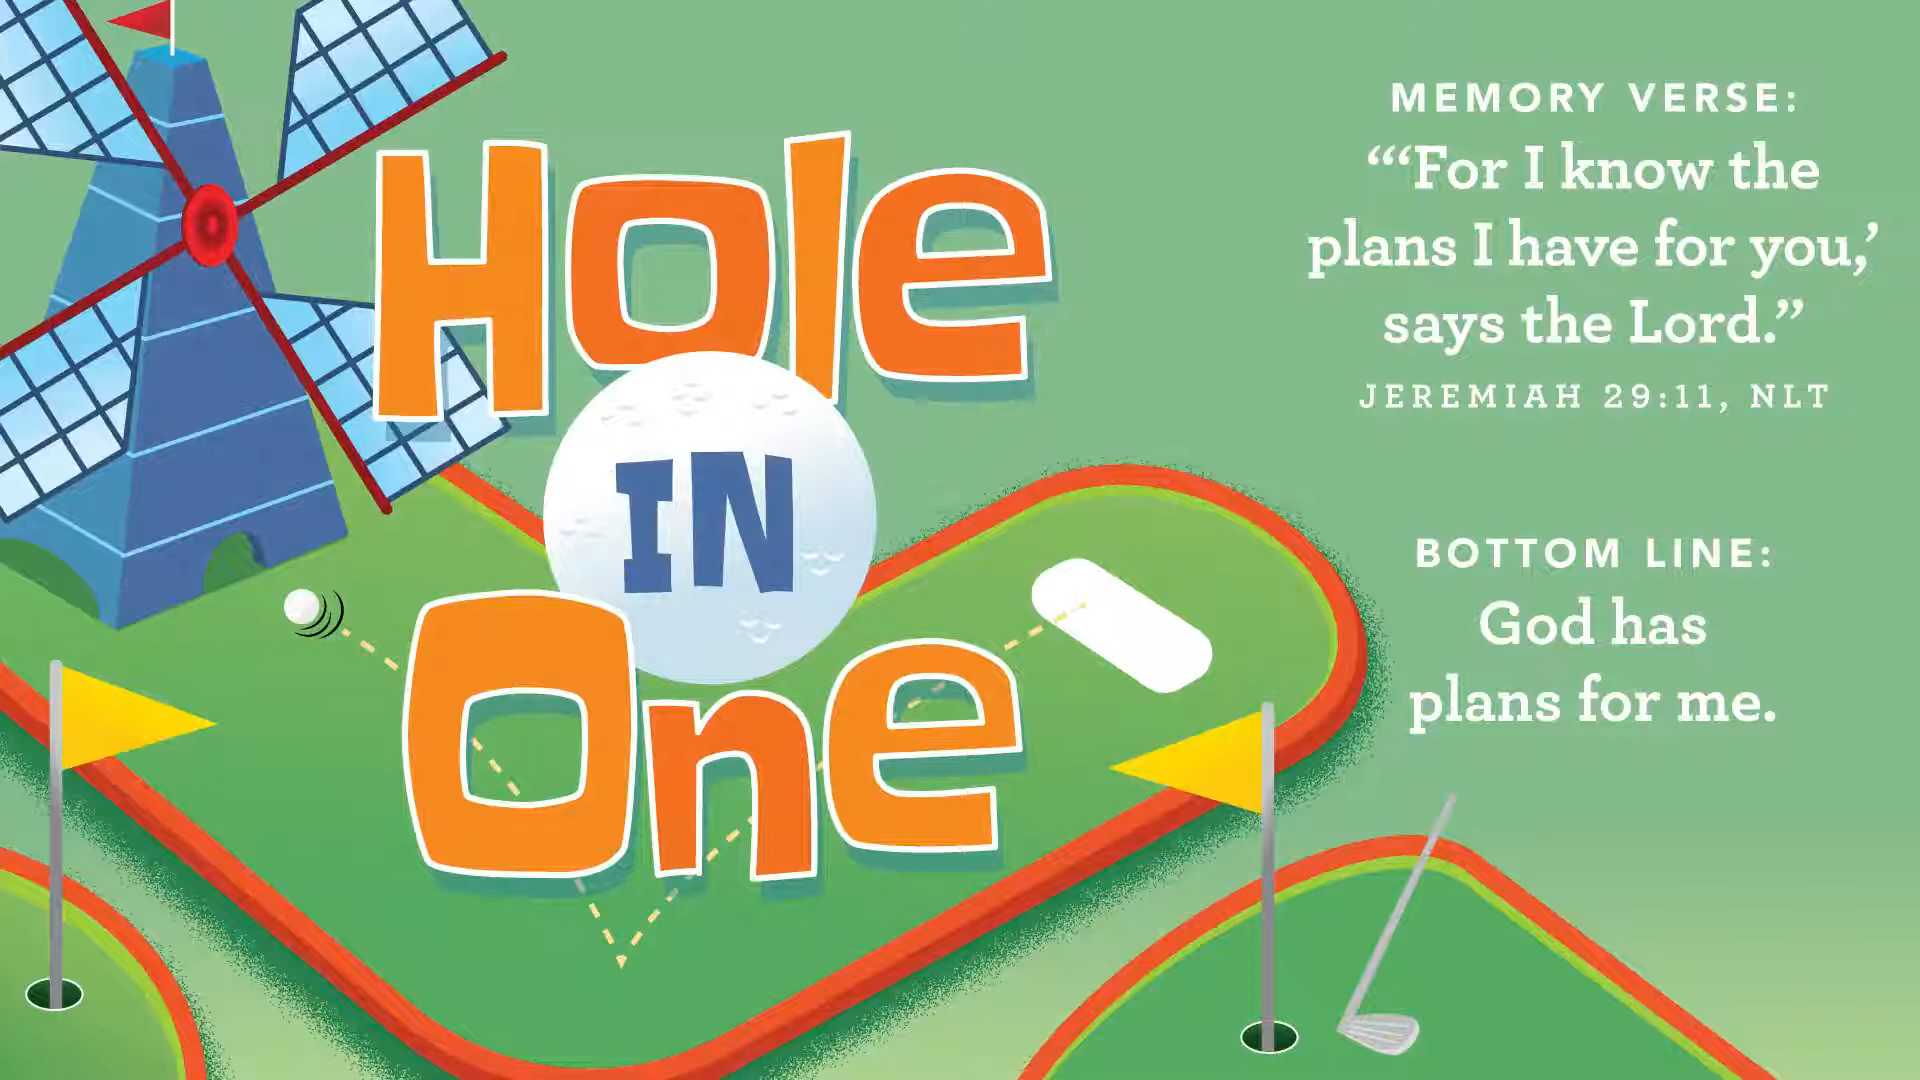 Hole
IN
One
MEMORY VERSE:
“‘For I know the
plans I have for you,’
says the Lord.”
JEREMIAH 29:11, NLT
BOTTOM LINE:
God has
plans for me.